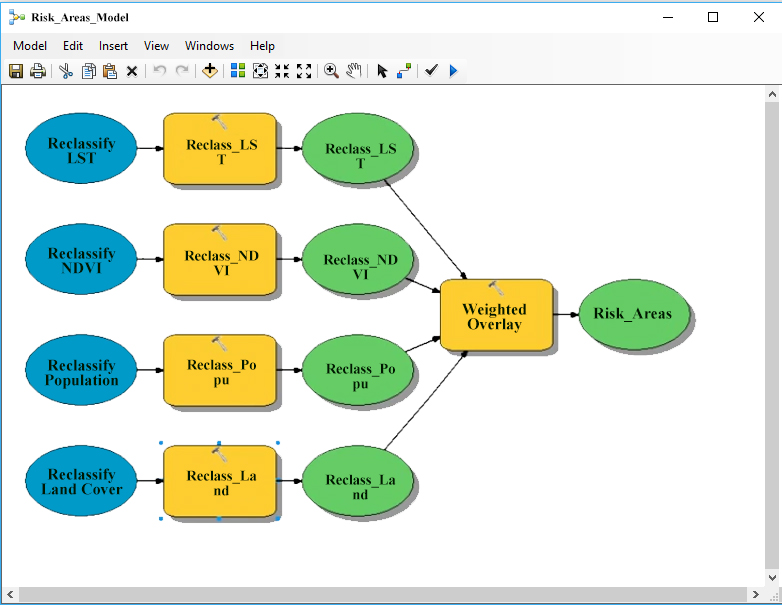 Risk_Areas_Model
Model Edit Insert View Windows Help
Reclassify
LST
Reclass_LS
T
Reclass_LS
T
Reclassify
NDVI
Reclass_ND
VI
Reclass_ND
VI
Weighted
Overlay
Risk_Areas
Reclassify
Population
Reclass_Po
pu
Reclass_Po
pu
Reclassify
Land Cover
Reclass_La
nd
Reclass_La
nd